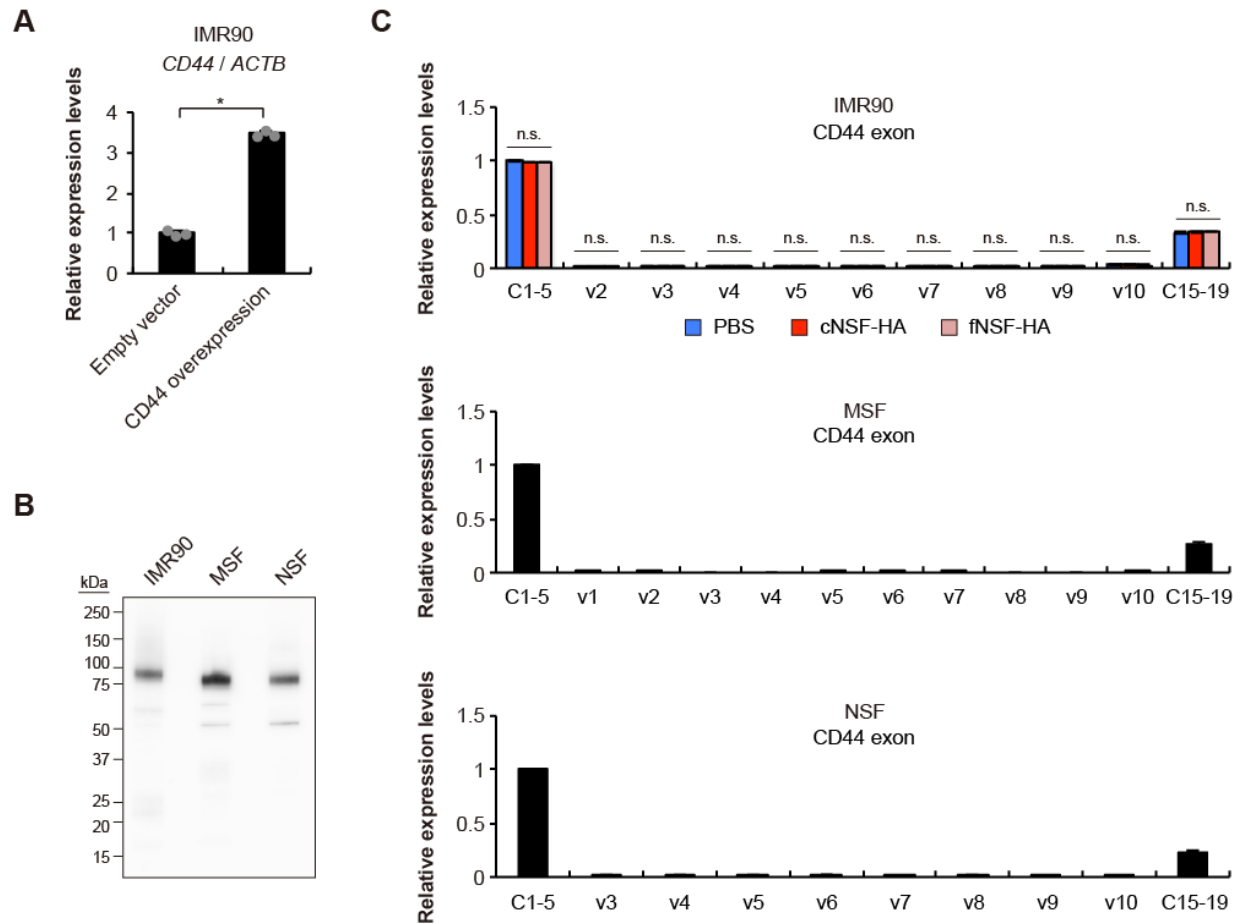 A
IMR90
CD44 / ACTB
Relative expression levels
4
3
2
1
0
*
Empty vector
CD44 overexpression
B
kDa
IMR90
MSF
NSF
250
150
100
75
50
37
25
20
15
C
Relative expression levels
1.5
1
0.5
0
IMR90
CD44 exon
n.s.
n.s. n.s. n.s. n.s. n.s. n.s. n.s. n.s. n.s.
n.s.
C1-5 v2 v3 v4 v5 v6 v7 v8 v9 v10 C15-19
PBS cNSF-HA fNSF-HA
Relative expression levels
1.5
1
0.5
0
MSF
CD44 exon
C1-5 v1 v2 v3 v4 v5 v6 v7 v8 v9 v10 C15-19
Relative expression levels
1.5
1
0.5
0
NSF
CD44 exon
C1-5 v3 v4 v5 v6 v7 v8 v9 v10 C15-19